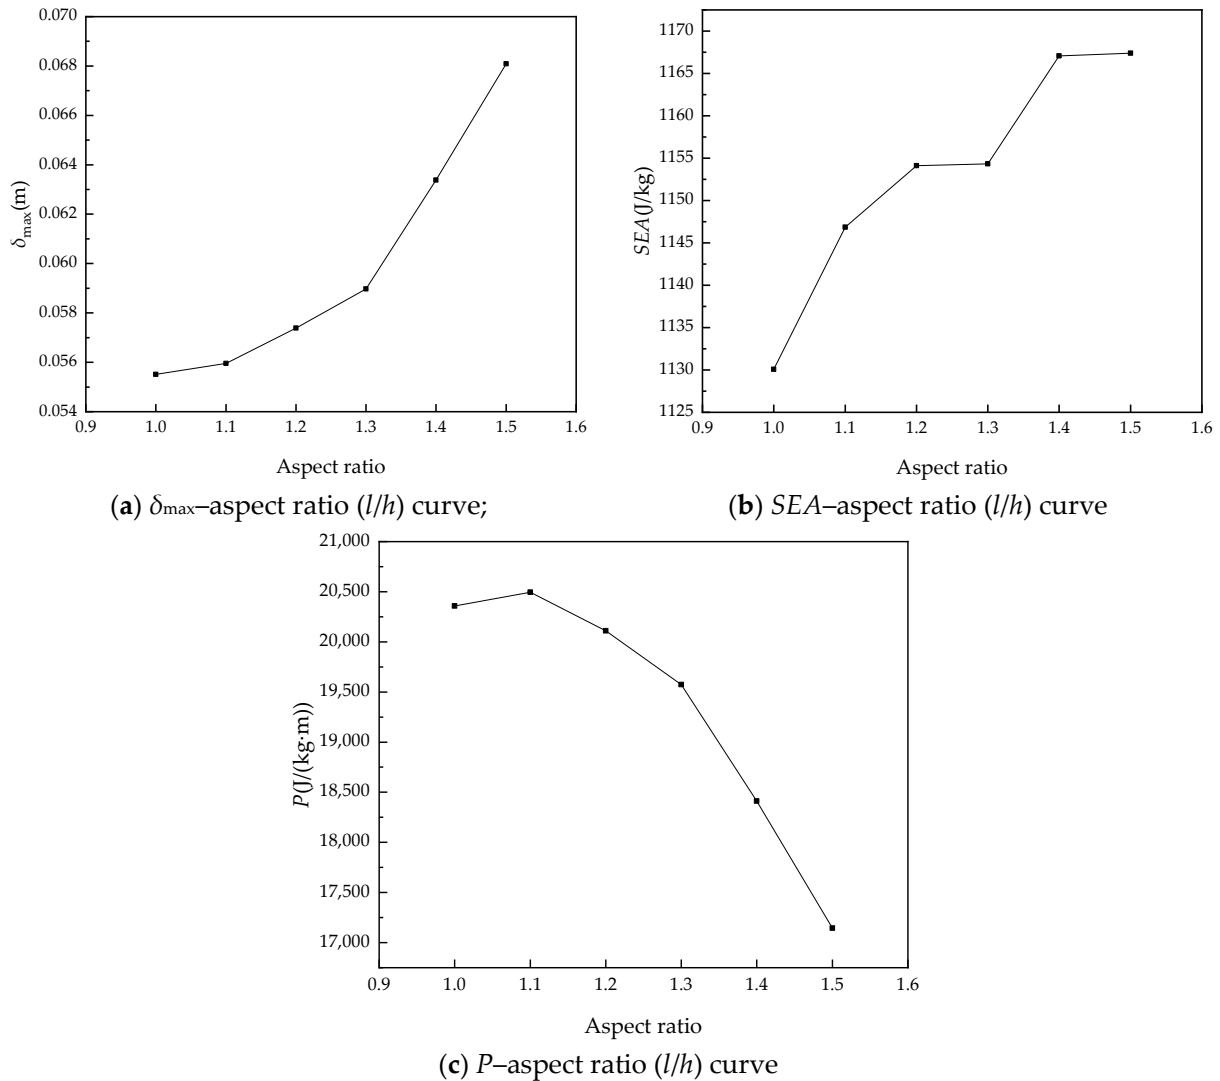 0.070
0.068
0.066
0.064
0.062
0.060
0.058
0.056
0.054
δmax(m)
0.9 1.0 1.1 1.2 1.3 1.4 1.5 1.6
Aspect ratio
(a) δmax–aspect ratio (l/h) curve;
1170
1165
1160
1155
1150
1145
1140
1135
1130
1125
SEA(J/kg)
0.9 1.0 1.1 1.2 1.3 1.4 1.5 1.6
Aspect ratio
(b) SEA–aspect ratio (l/h) curve
21,000
20,500
20,000
19,500
19,000
18,500
18,000
17,500
17,000
P(J/(kg·m))
0.9 1.0 1.1 1.2 1.3 1.4 1.5 1.6
Aspect ratio
(c) P–aspect ratio (l/h) curve